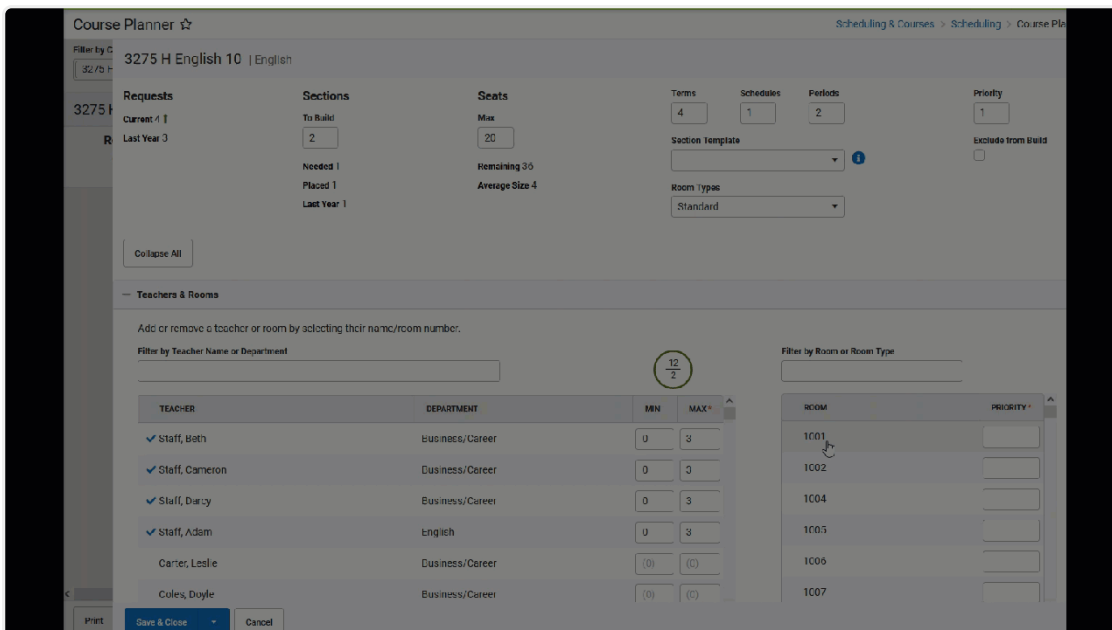 Course Planner
Scheduling & Courses > Scheduling > Course Pla
Filter by C
3275 H
3275 H English 10 | English
3275 H
R
Requests
Current 4
Last Year 3
Sections
To Build
2
Needed 1
Placed 1
Last Year 1
Seats
Max
20
Remaining 36
Average Size 4
Terms
4
Schedules
1
Periods
2
Priority
1
Section Template
Exclude from Build
Room Types
Standard
Collapse All
Teachers & Rooms
Add or remove a teacher or room by selecting their name/room number.
Filter by Teacher Name or Department
12
2
Filter by Room or Room Type
TEACHER DEPARTMENT MIN MAX*
Staff, Beth Business/Career 0 3
Staff, Cameron Business/Career 0 3
Staff, Darcy Business/Career 0 3
Staff, Adam English 0 3
Carter, Leslie Business/Career (0) (0)
Coles, Doyle Business/Career (0) (0)
ROOM PRIORITY*
1001
1002
1004
1005
1006
1007
Print
Save & Close
Cancel